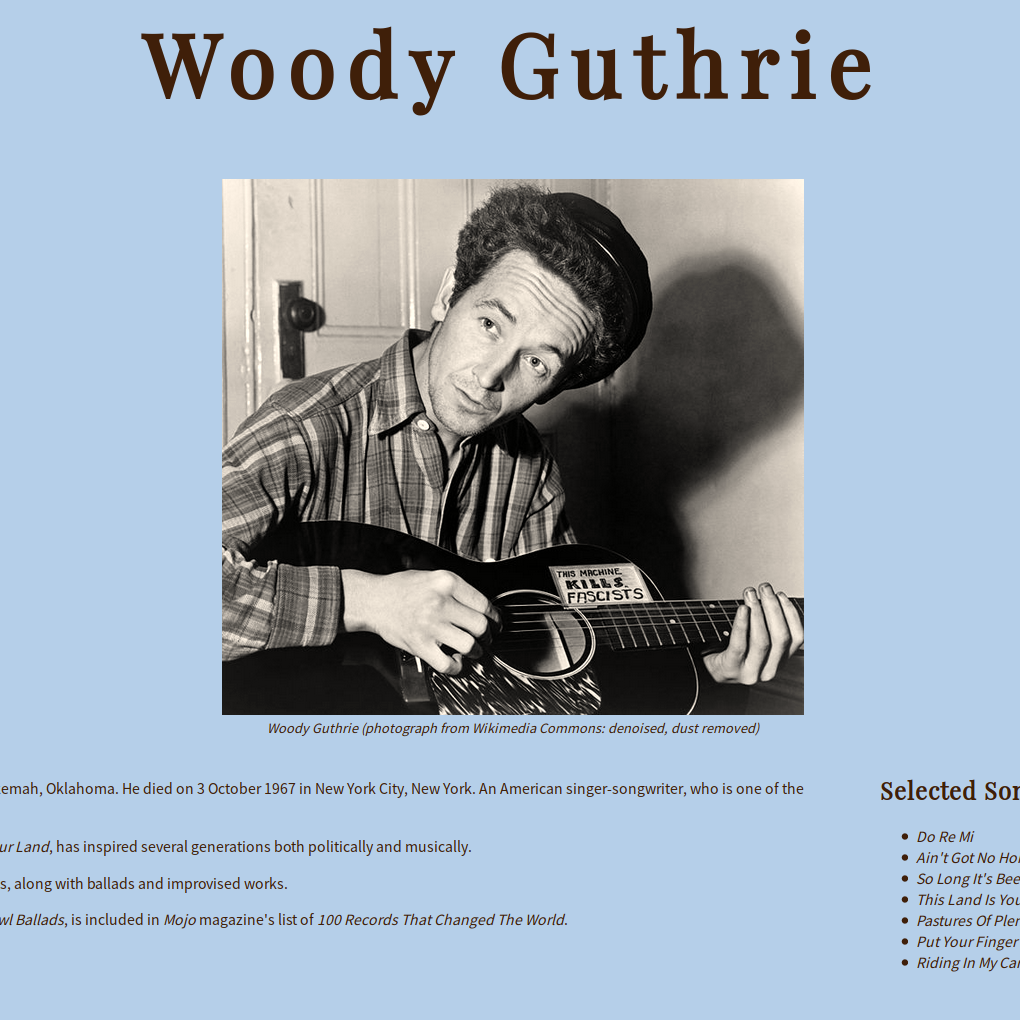 Woody Guthrie
THIS MACHINE
KILLS
FASCISTS
Woody Guthrie (photograph from Wikimedia Commons: denoised, dust removed)
emah, Oklahoma. He died on 3 October 1967 in New York City, New York. An American singer-songwriter, who is one of the
ur Land, has inspired several generations both politically and musically.
s, along with ballads and improvised works.
wl Ballads, is included in Mojo magazine's list of 100 Records That Changed The World.
Selected Son
Do Re Mi
Ain't Got No Ho
So Long It's Bee
This Land Is You
Pastures Of Plen
Put Your Finger
Riding In My Car